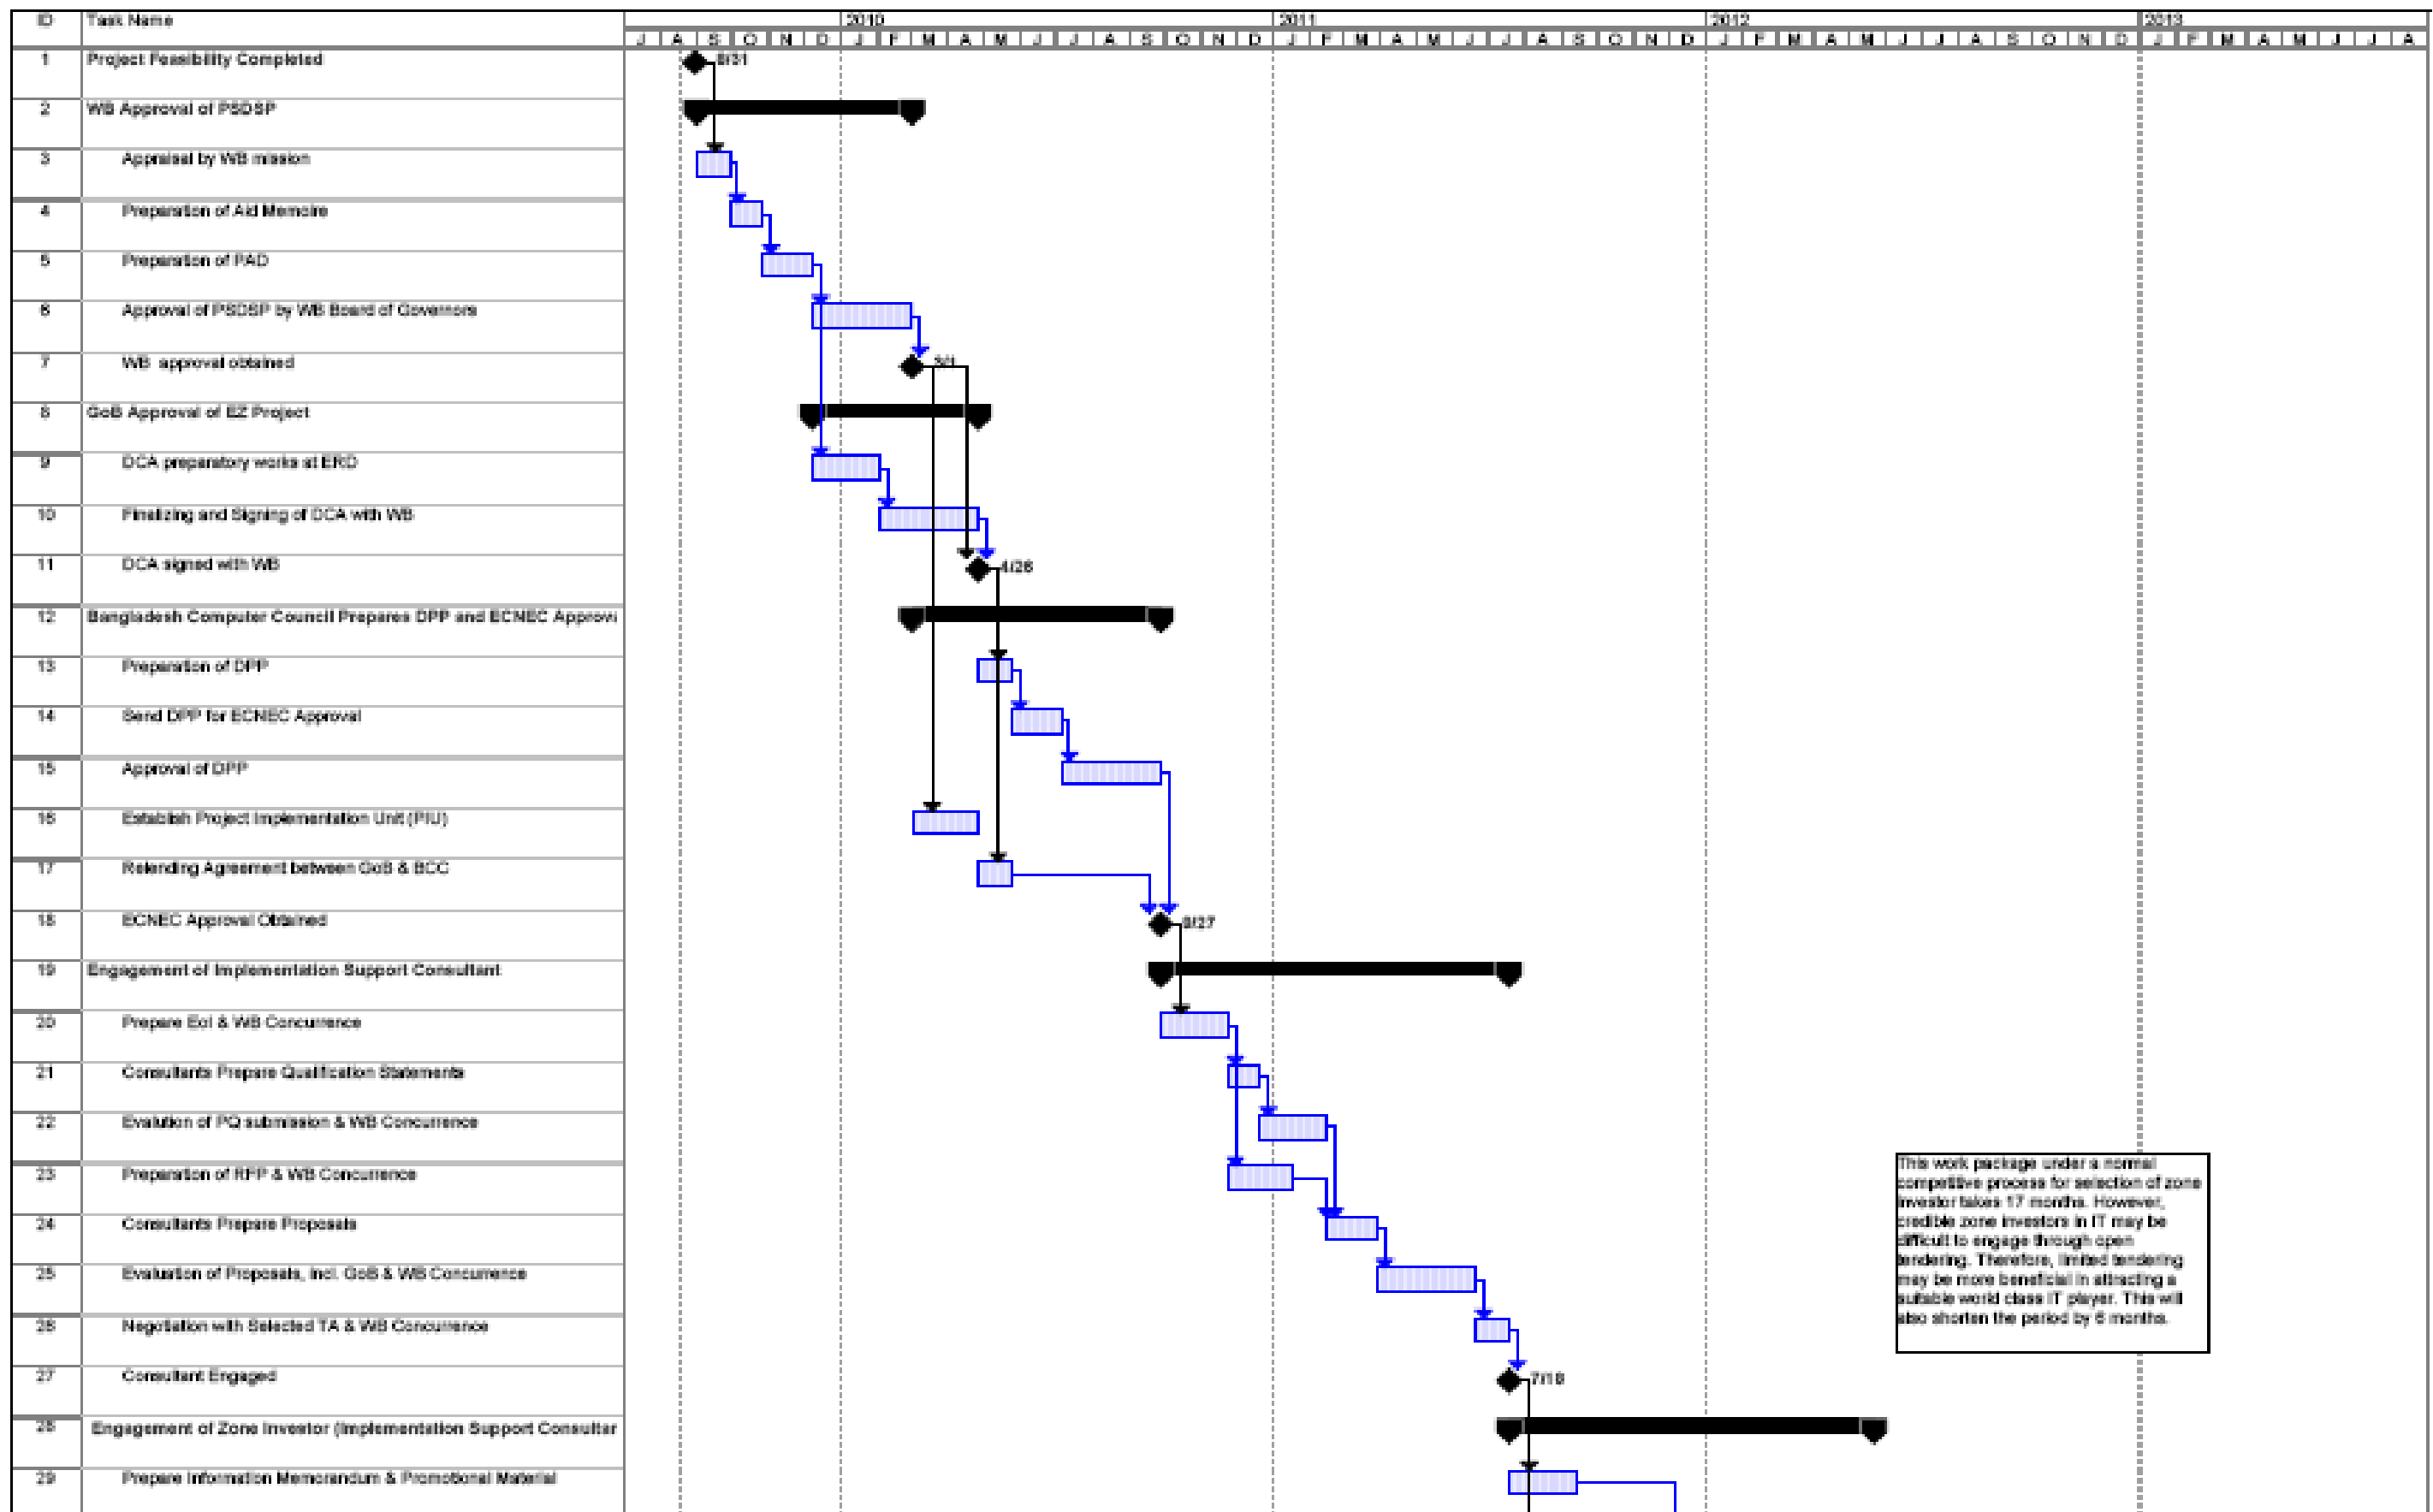 ID Task Name 2010 2011 2012 2013
J A S O N D J F M A M J J A S O N D J F M A M J J A S O N D J F M A M J J A S O N D J F M A M J J A
1 Project Feasibility Completed 8/31
2 WB Approval of PSDSP
3 Appraisal by WB mission
4 Preparation of Aid Memoire
5 Preparation of PAD
6 Approval of PSDSP by WB Board of Governors
7 WB approval obtained 3/1
8 GoB Approval of EZ Project
9 DCA preparatory works at ERD
10 Finalizing and Signing of DCA with WB
11 DCA signed with WB 4/26
12 Bangladesh Computer Council Prepares DPP and ECNEC Approva
13 Preparation of DPP
14 Send DPP for ECNEC Approval
15 Approval of DPP
16 Establish Project Implementation Unit (PIU)
17 Relending Agreement between GoB & BCC
18 ECNEC Approval Obtained 9/27
19 Engagement of Implementation Support Consultant
20 Prepare EoI & WB Concurrence
21 Consultants Prepare Qualification Statements
22 Evalution of PQ submission & WB Concurrence
23 Preparation of RFP & WB Concurrence
24 Consultants Prepare Proposals
25 Evaluation of Proposals, incl. GoB & WB Concurrence
26 Negotiation with Selected TA & WB Concurrence
27 Consultant Engaged 7/18
28 Engagement of Zone Investor (Implementation Support Consultar
29 Prepare Information Memorandum & Promotional Material
This work package under a normal
competitive process for selection of zone
investor takes 17 months. However,
credible zone investors in IT may be
difficult to engage through open
tendering. Therefore, limited tendering
may be more beneficial in attracting a
suitable world class IT player. This will
also shorten the period by 6 months.